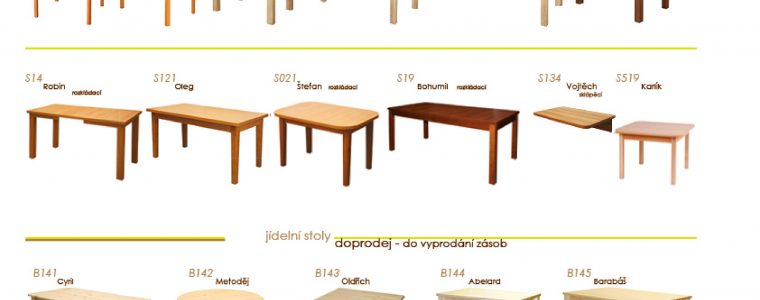 S14 S121 S021 S19 S134 S519
Robin Oleg Štefan Bohumil Vojtěch Karlík
rozkládací rozkládací rozkládací sklápěcí
jídelní stoly
doprodej - do vyprodání zásob
B141 B142 B143 B144 B145
Cyril Metoděj Oldřich Abelard Barabáš